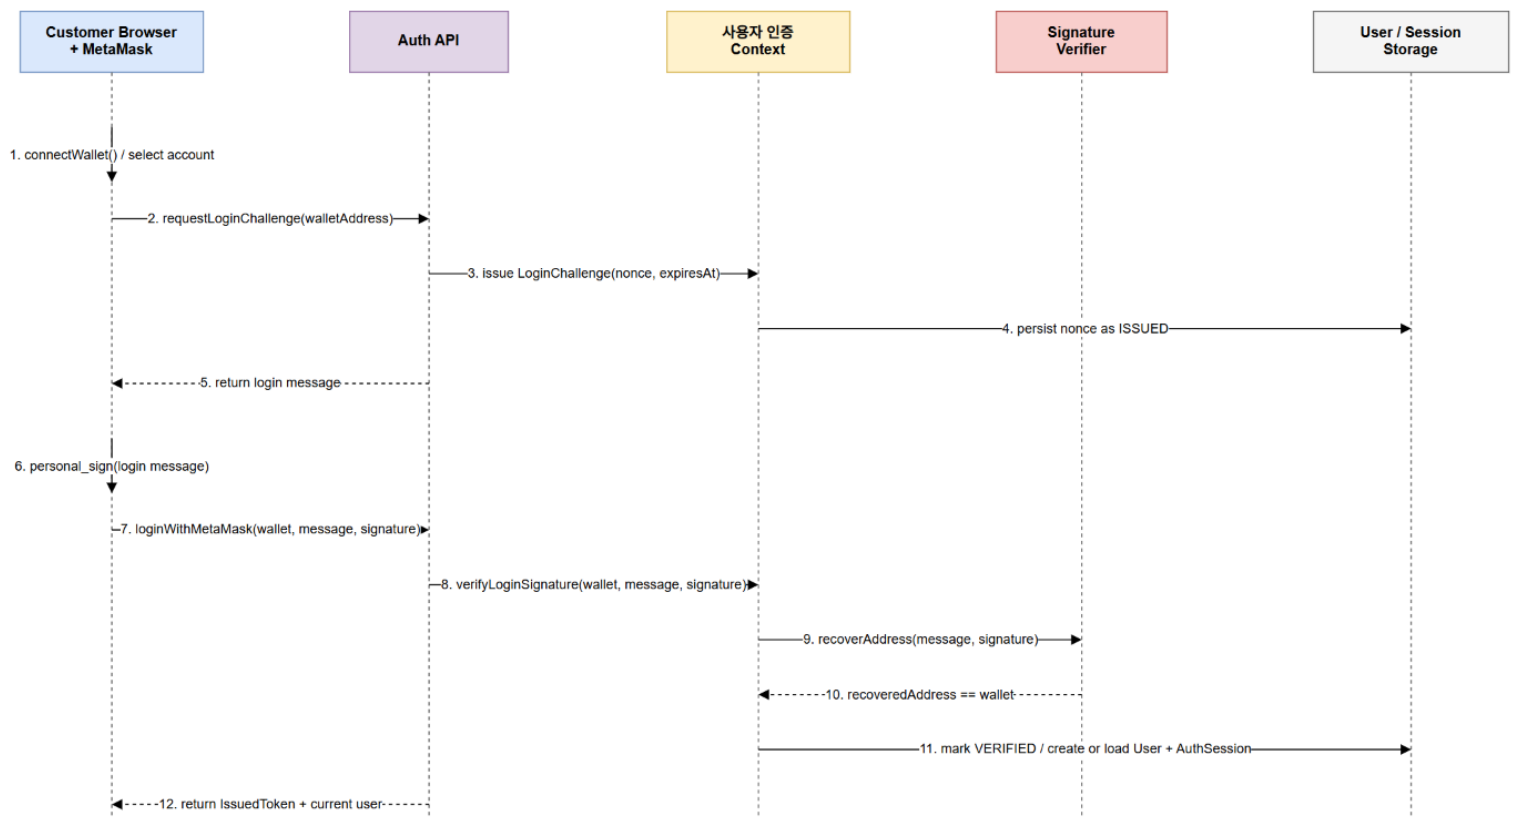 Customer Browser
+ MetaMask
Auth API
사용자 인증
Context
Signature
Verifier
User / Session
Storage
1. connectWallet() / select account
2. requestLoginChallenge(walletAddress)
3. issue LoginChallenge(nonce, expiresAt)
4. persist nonce as ISSUED
5. return login message
6. personal_sign(login message)
7. loginWithMetaMask(wallet, message, signature)
8. verifyLoginSignature(wallet, message, signature)
9. recoverAddress(message, signature)
10. recoveredAddress == wallet
11. mark VERIFIED / create or load User + AuthSession
12. return IssuedToken + current user